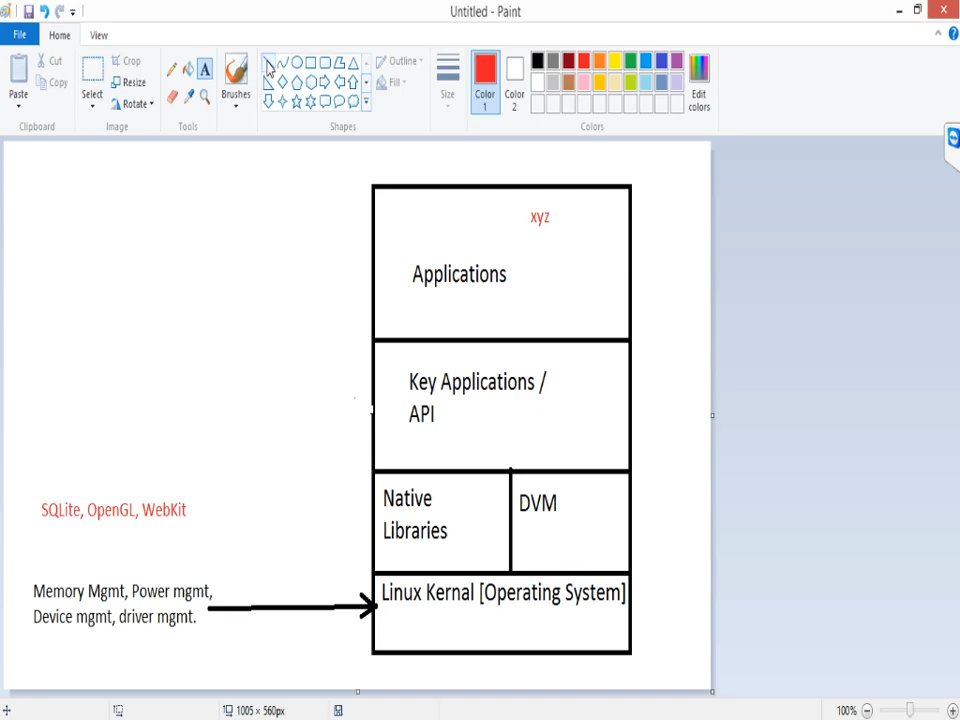 Untitled - Paint
File
Home
View
Paste
Cut
Copy
Clipboard
Select
Crop
Resize
Rotate
Image
A
Tools
Brushes
Outline
Fill
Shapes
Size
Color
1
Color
2
Edit
colors
Colors
xyz
Applications
Key Applications /
API
Native
Libraries
DVM
SQLite, OpenGL, WebKit
Memory Mgmt, Power mgmt,
Device mgmt, driver mgmt.
Linux Kernal [Operating System]
1005 × 560px
100%